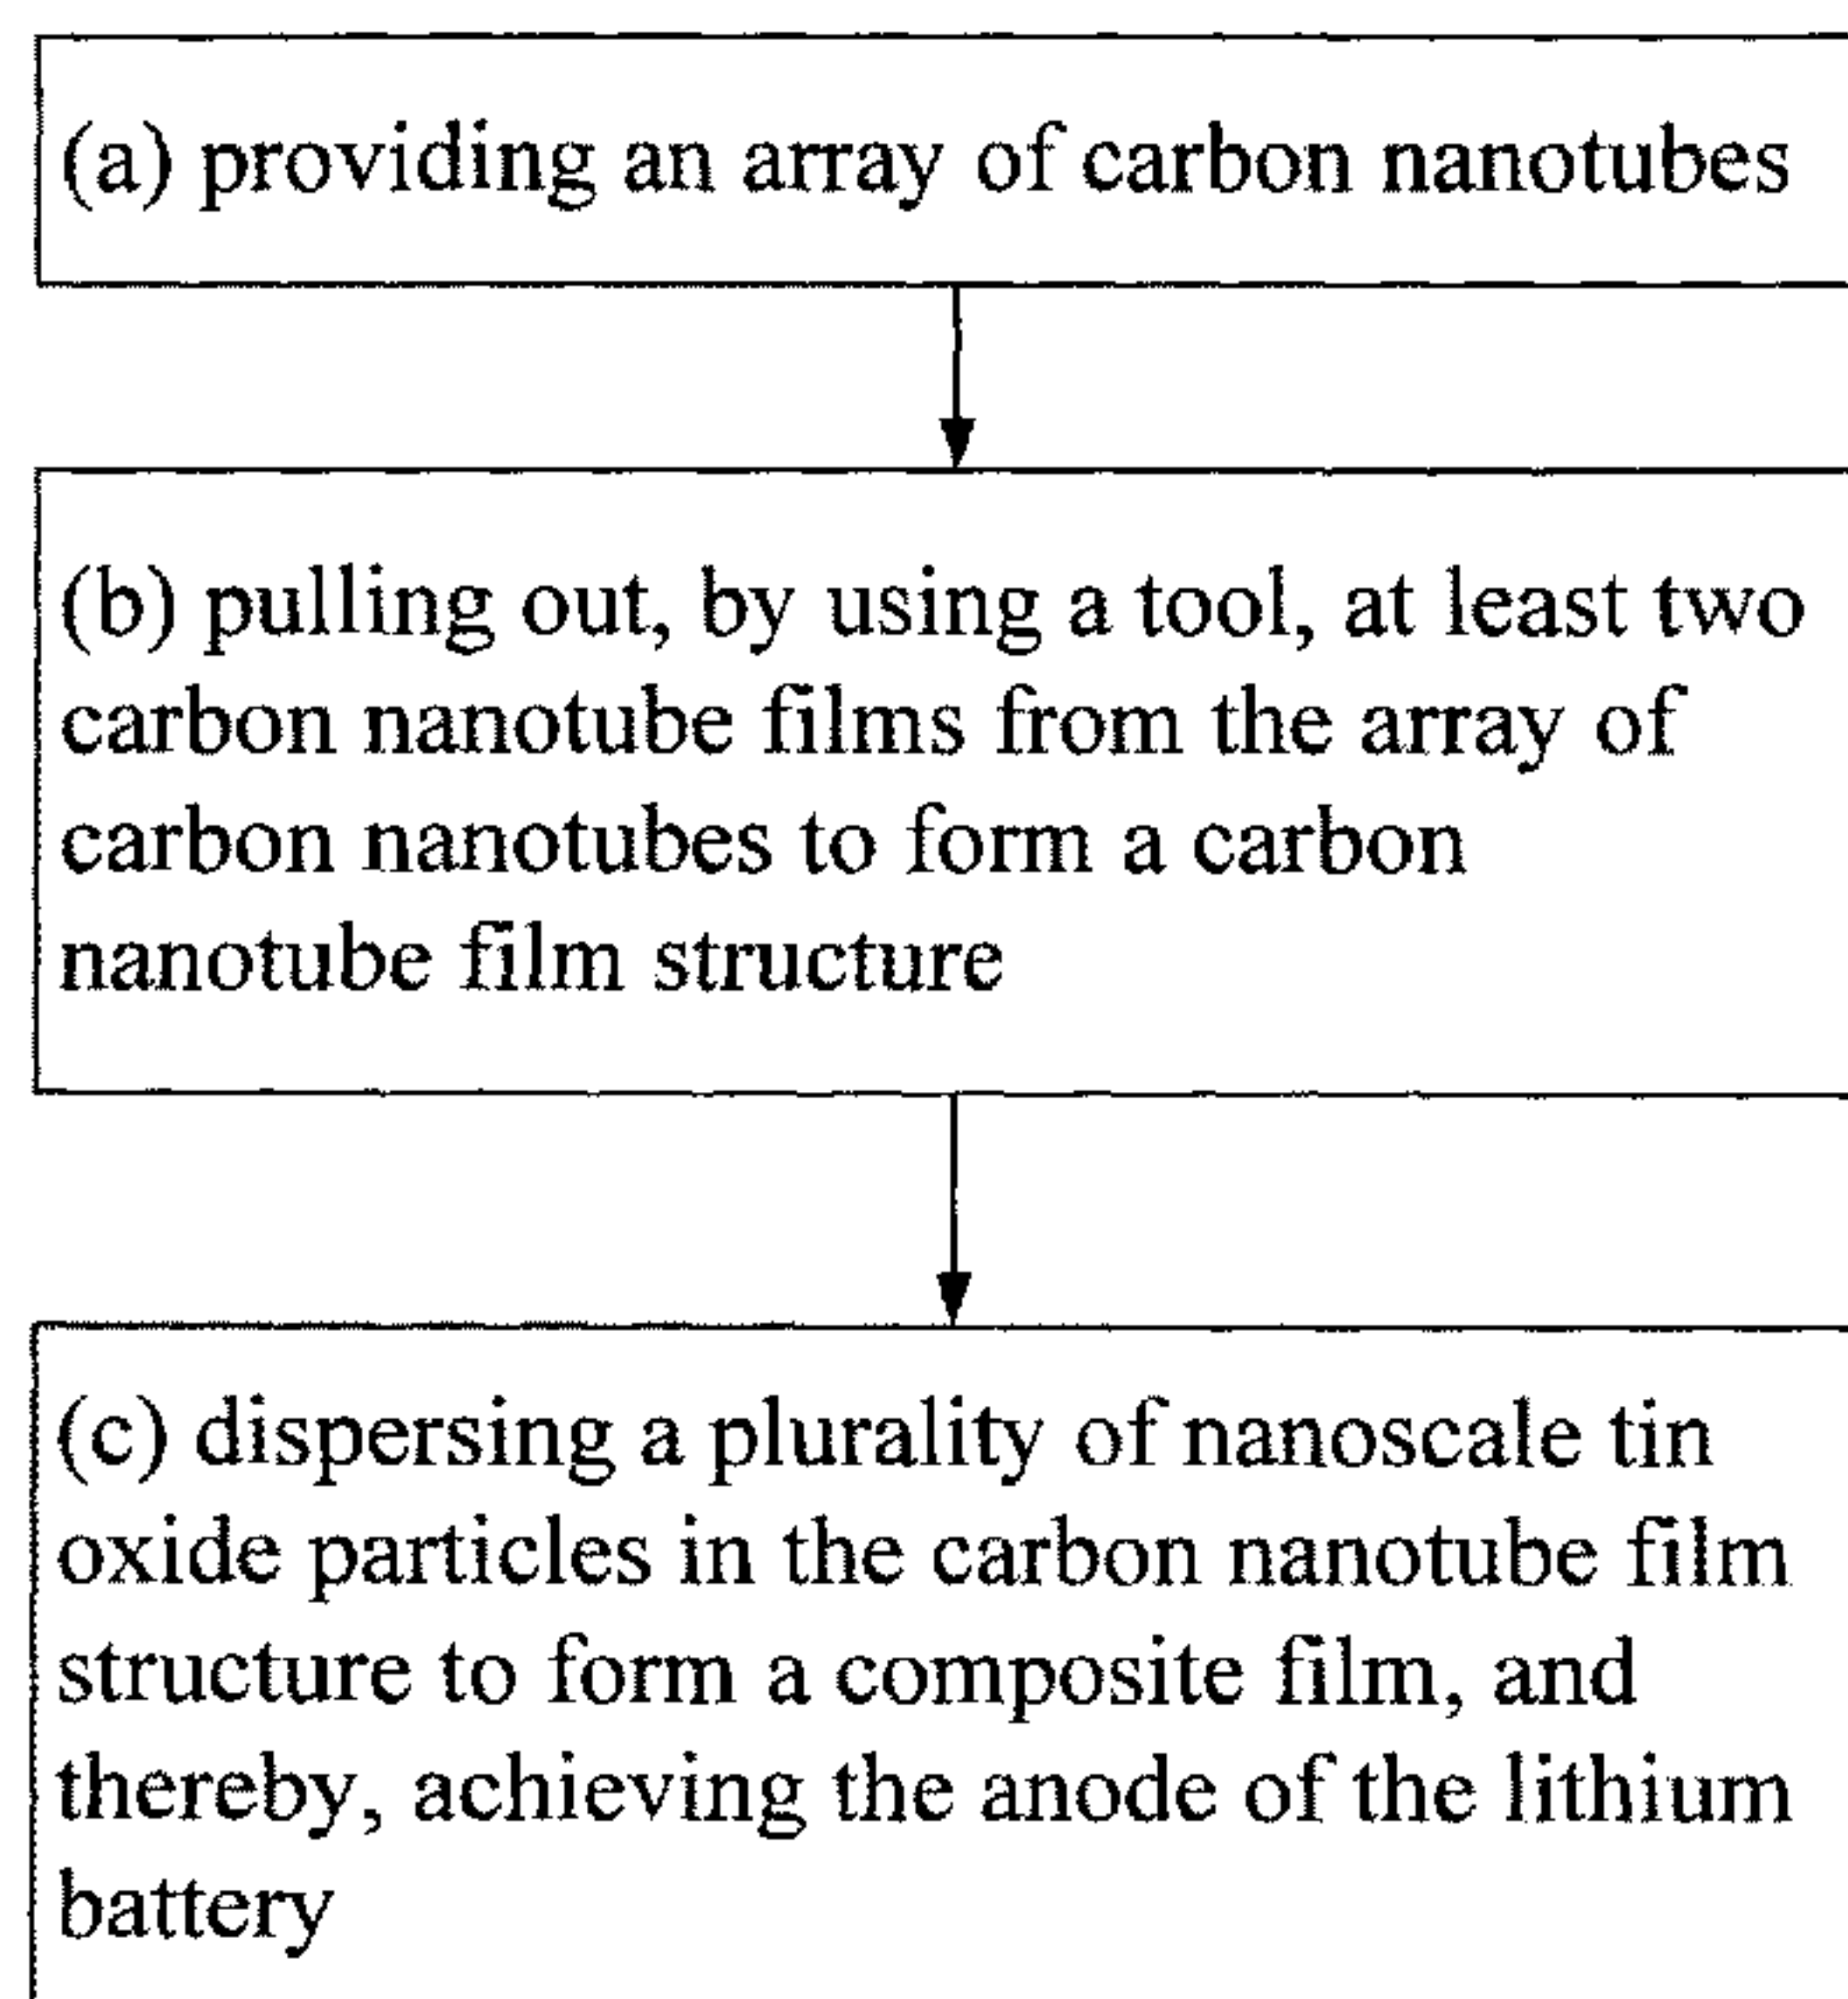 (a) providing an array of carbon nanotubes
(b) pulling out, by using a tool, at least two
carbon nanotube films from the array of
carbon nanotubes to form a carbon
nanotube film structure
(c) dispersing a plurality of nanoscale tin
oxide particles in the carbon nanotube film
structure to form a composite film, and
thereby, achieving the anode of the lithium
battery